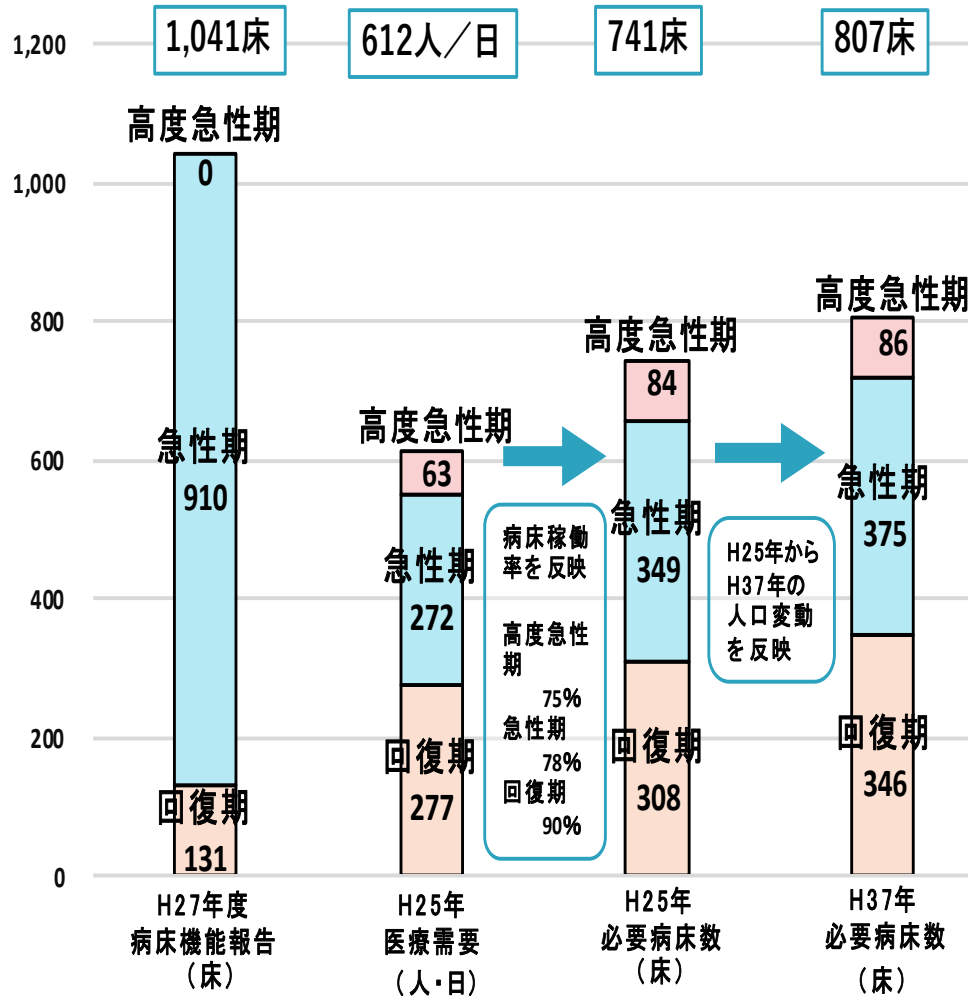 1,041床
612人／日
741床
807床
1,200
1,000
800
600
400
200
0
高度急性期
0
急性期
910
回復期
131
高度急性期
63
急性期
272
回復期
277
病床稼働
率を反映
高度急性
期
75%
急性期
78%
回復期
90%
高度急性期
84
急性期
349
回復期
308
H25年から
H37年の
人口変動
を反映
高度急性期
86
急性期
375
回復期
346
H27年度
病床機能報告
（床）
H25年
医療需要
（人・日）
H25年
必要病床数
（床）
H37年
必要病床数
（床）